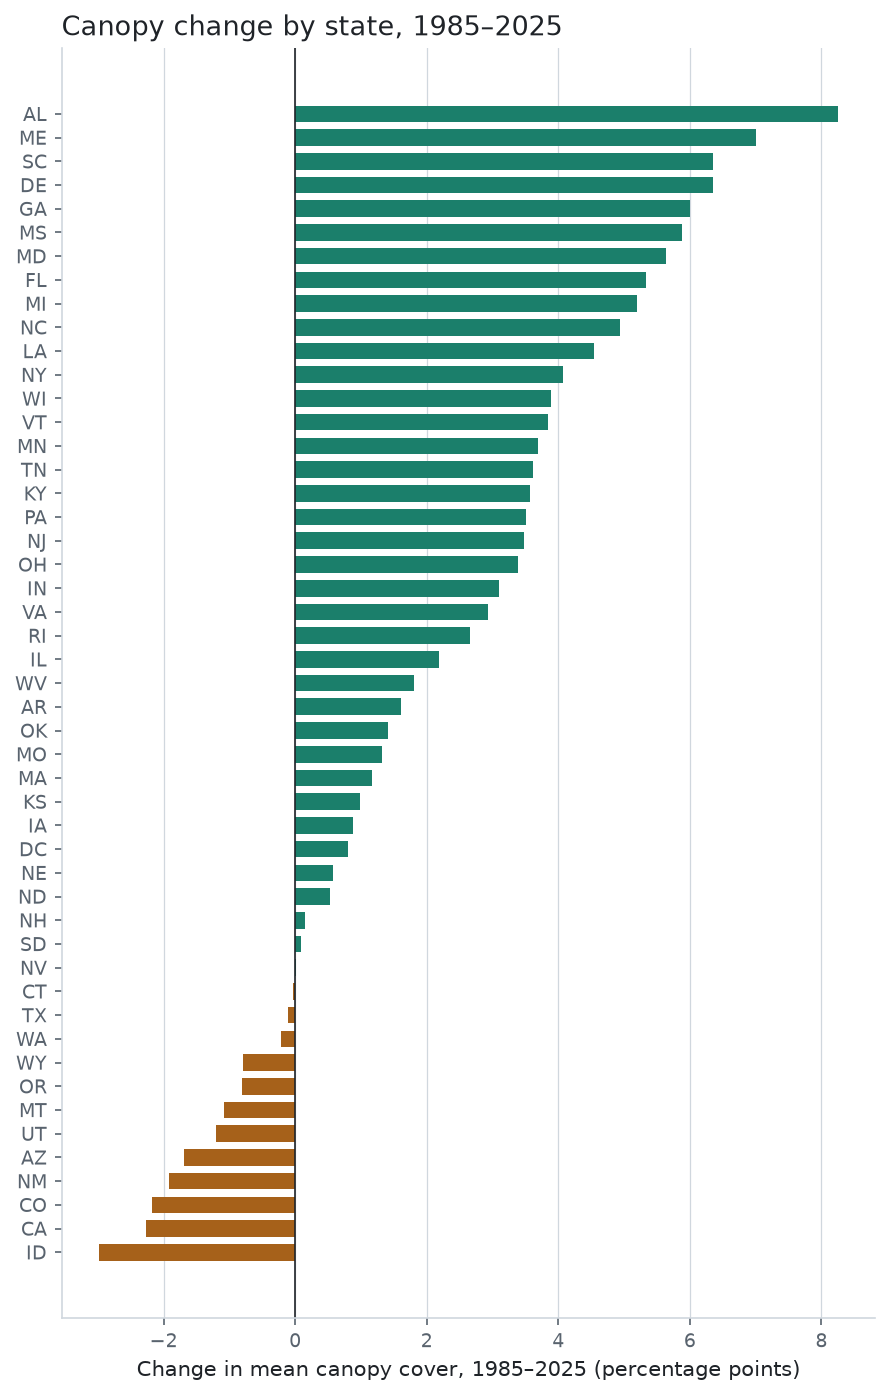 Canopy change by state, 1985–2025
AL
ME
SC
DE
GA
MS
MD
FL
MI
NC
LA
NY
WI
VT
MN
TN
KY
PA
NJ
OH
IN
VA
RI
IL
WV
AR
OK
MO
MA
KS
IA
DC
NE
ND
NH
SD
NV
CT
TX
WA
WY
OR
MT
UT
AZ
NM
CO
CA
ID
−2 0 2 4 6 8
Change in mean canopy cover, 1985–2025 (percentage points)